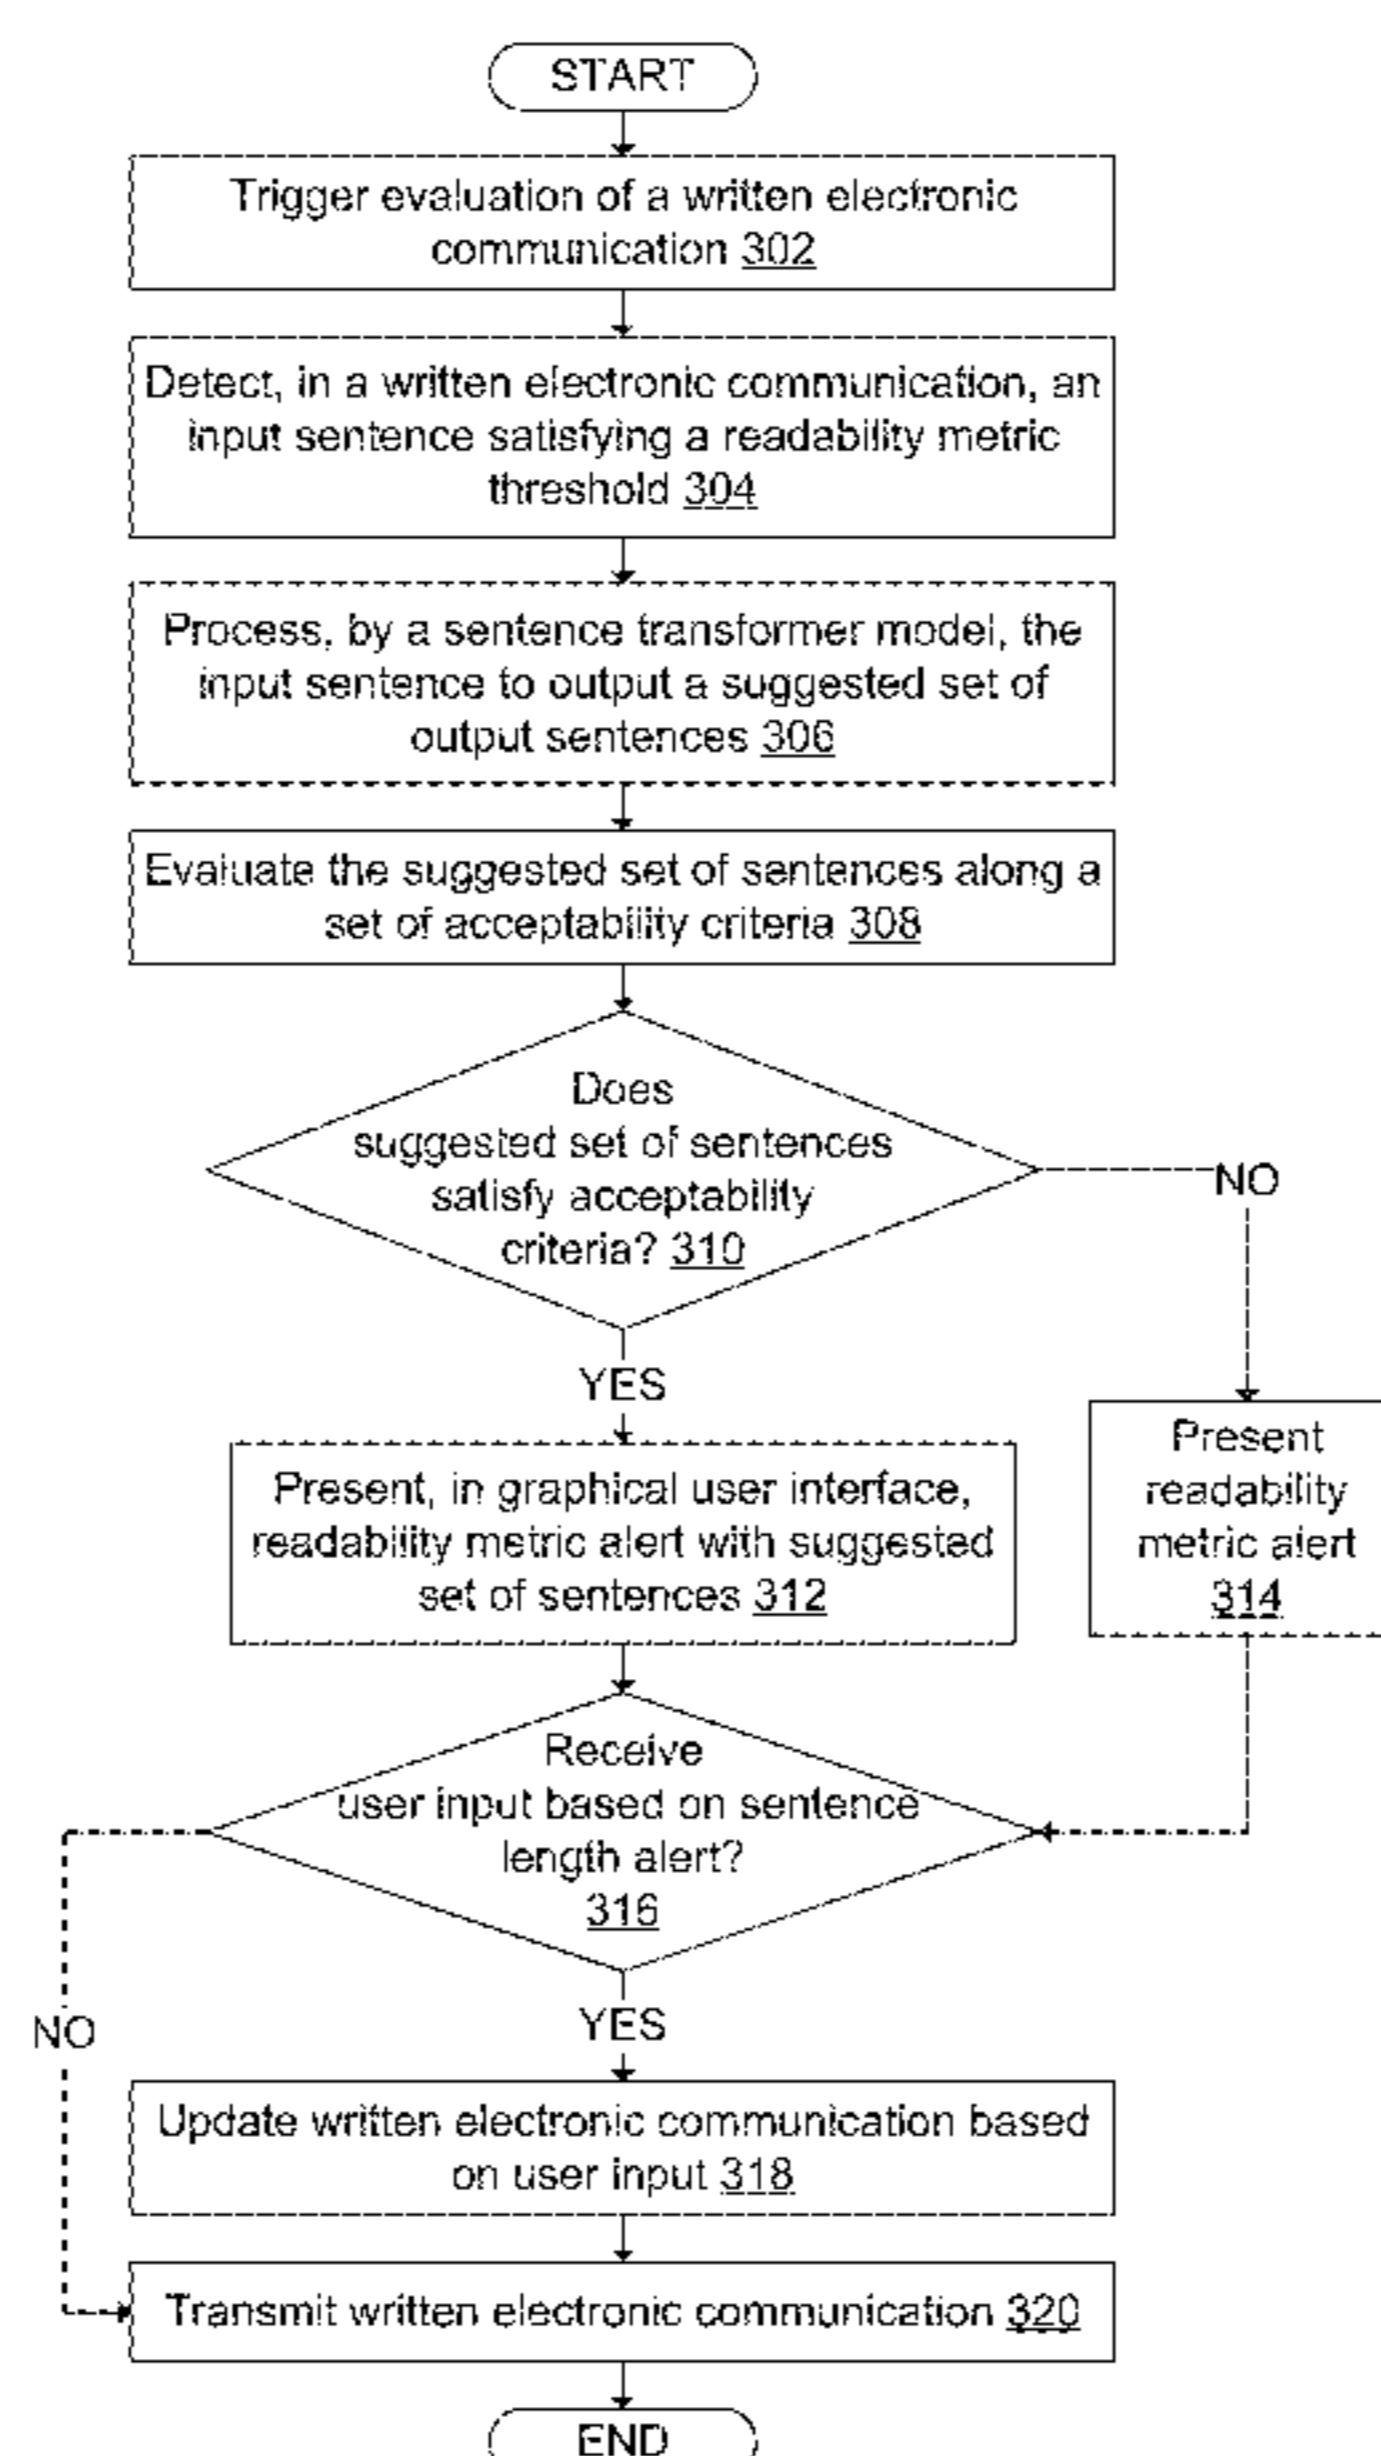 START
Trigger evaluation of a written electronic
communication 302
Detect, in a written electronic communication, an
input sentence satisfying a readability metric
threshold 304
Process, by a sentence transformer model, the
input sentence to output a suggested set of
output sentences 306
Evaluate the suggested set of sentences along a
set of acceptability criteria 308
Does
suggested set of sentences
satisfy acceptability
criteria? 310
NO
YES
Present, in graphical user interface,
readability metric alert with suggested
set of sentences 312
Present
readability
metric alert
314
Receive
user input based on sentence
length alert?
316
NO
YES
Update written electronic communication based
on user input 318
Transmit written electronic communication 320
END